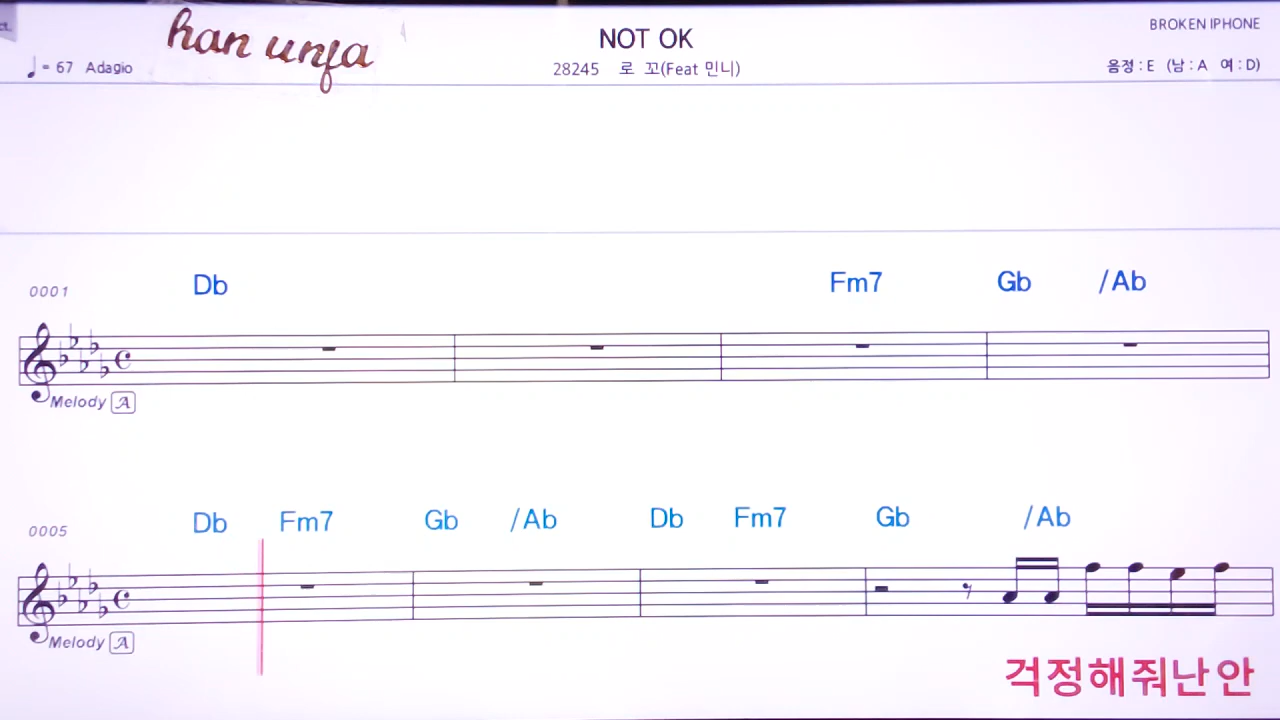 han unfa
NOT OK
BROKEN IPHONE
♩= 67 Adagio
28245 로 꼬(Feat 민니)
음정 : E (남 : A 여 : D)
Db Fm7 Gb /Ab
0001
Melody A
Db Fm7 Gb /Ab Db Fm7 Gb /Ab
0005
Melody A
걱정해줘난안